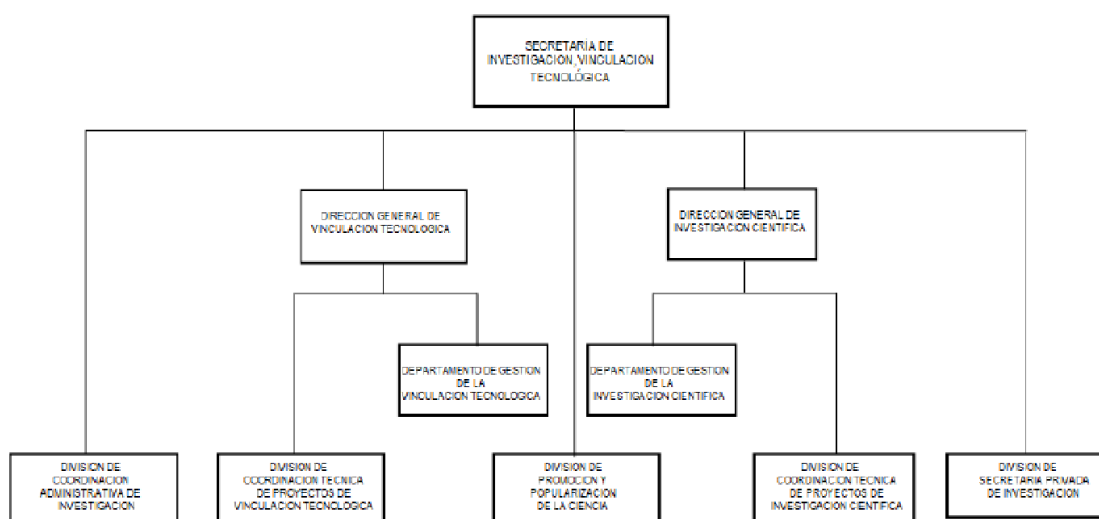 SECRETARIA DE
INVESTIGACION, VINCULACION
TECNOLÓGICA
DIRECCION GENERAL DE
VINCULACION TECNOLOGICA
DIRECCION GENERAL DE
INVESTIGACION CIENTIFICA
DEPARTAMENTO DE GESTION
DE LA
VINCULACION TECNOLOGICA
DEPARTAMENTO DE GESTION
DE LA
INVESTIGACION CIENTIFICA
DIVISION DE
COORDINACION
ADMINISTRATIVA DE
INVESTIGACION
DIVISION DE
COORDINACION TECNICA
DE PROYECTOS DE
VINCULACION TECNOLOGICA
DIVISION DE
PROMOCION Y
POPULARIZACION
DE LA CIENCIA
DIVISION DE
COORDINACION TECNICA
DE PROYECTOS DE
INVESTIGACION CIENTIFICA
DIVISION DE
SECRETARIA PRIVADA
DE INVESTIGACION